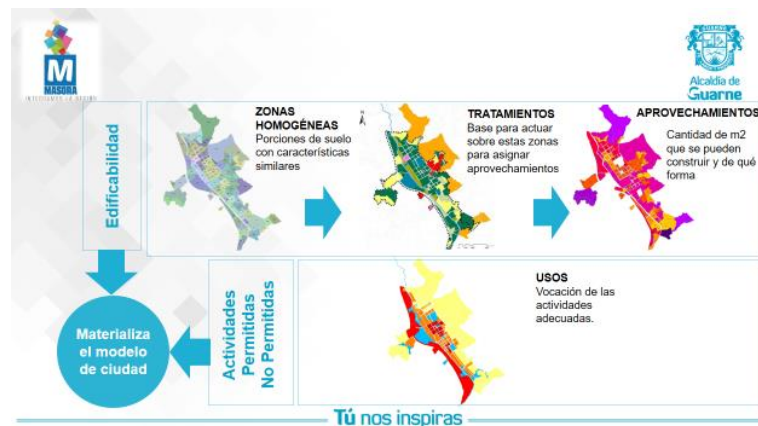 M
MASORA
Alcaldía de
Guarne
Edificabilidad
ZONAS
HOMOGÉNEAS
Porciones de suelo
con características
similares
TRATAMIENTOS
Base para actuar
sobre estas zonas
para asignar
aprovechamientos
APROVECHAMIENTOS
Cantidad de m2
que se pueden
construir y de qué
forma
Materializa
el modelo
de ciudad
Actividades
Permitidas
No Permitidas
USOS
Vocación de las
actividades
adecuadas.
Tú nos inspiras